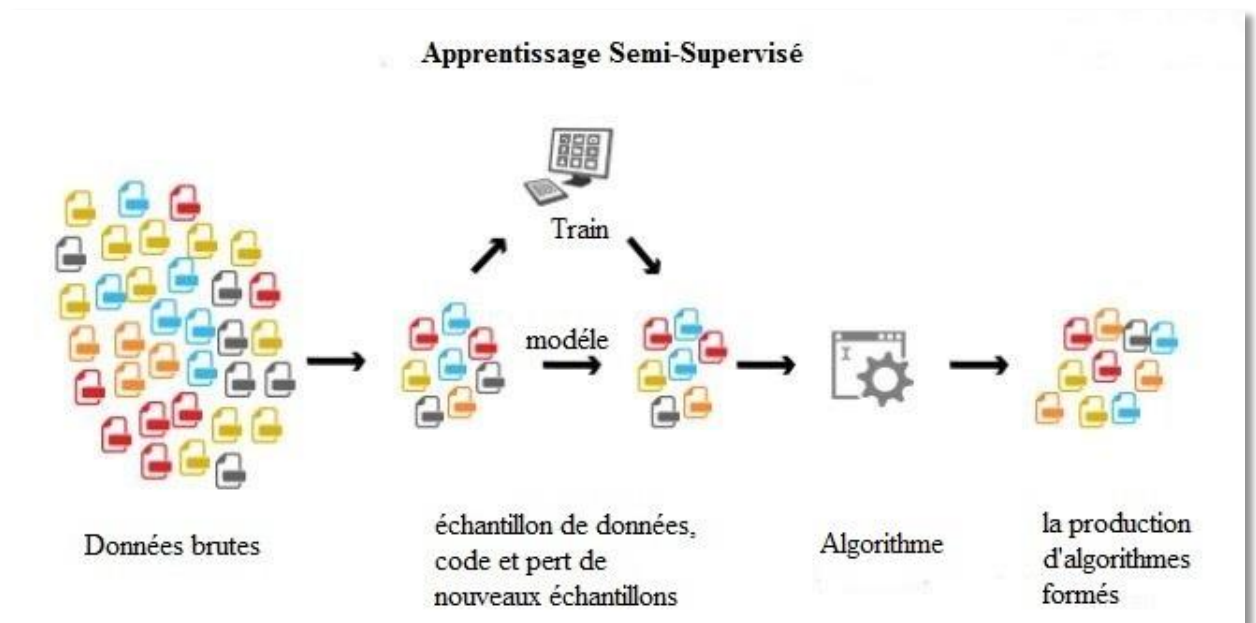 Apprentissage Semi-Supervisé
Train
modéle
Données brutes
échantillon de données,
code et pert de
nouveaux échantillons
Algorithme
la production
d'algorithmes
formés